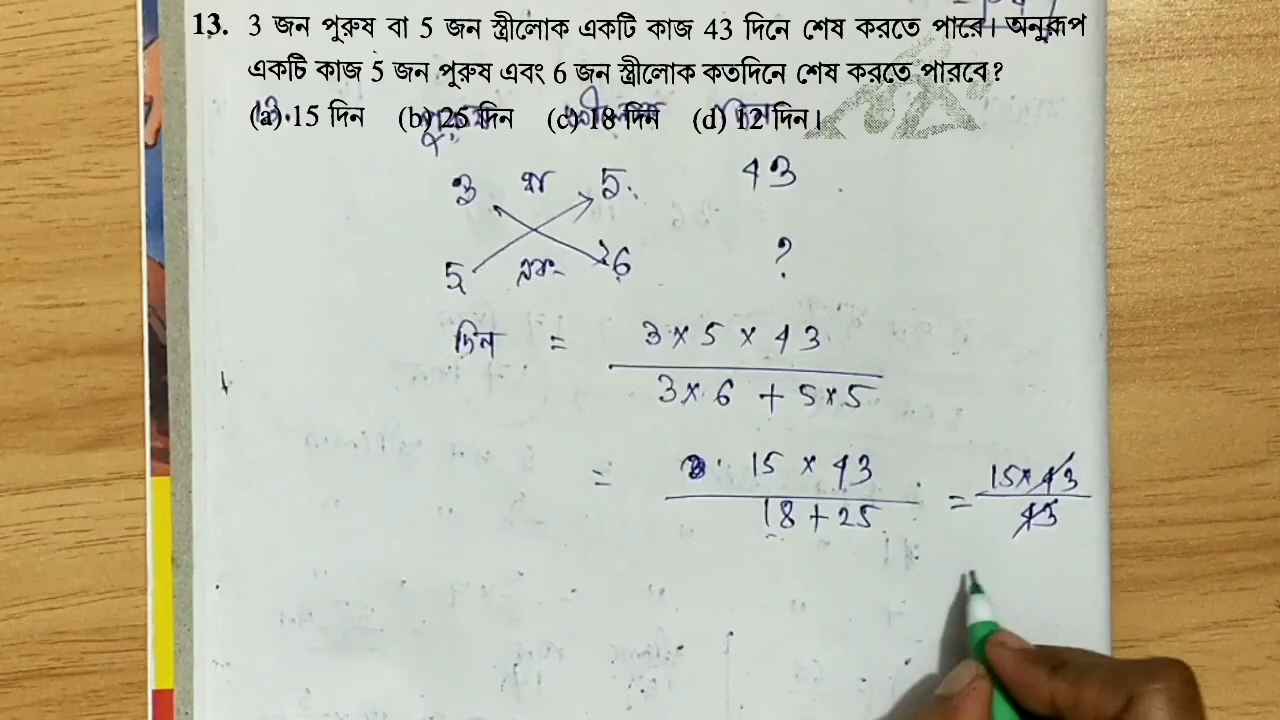 13. 3 জন পুরুষ বা 5 জন স্ত্রীলোক একটি কাজ 43 দিনে শেষ করতে পারে। অনুরূপ
একটি কাজ 5 জন পুরুষ এবং 6 জন স্ত্রীলোক কতদিনে শেষ করতে পারবে?
(a) 15 দিন (b) 25 দিন (c) 18 দিন (d) 12 দিন।
3 বা 5 43
5 এবং 6 ?
দিন = 3 × 5 × 43
3 × 6 + 5 × 5
= 15 × 43 = 15 × 43
18 + 25 43